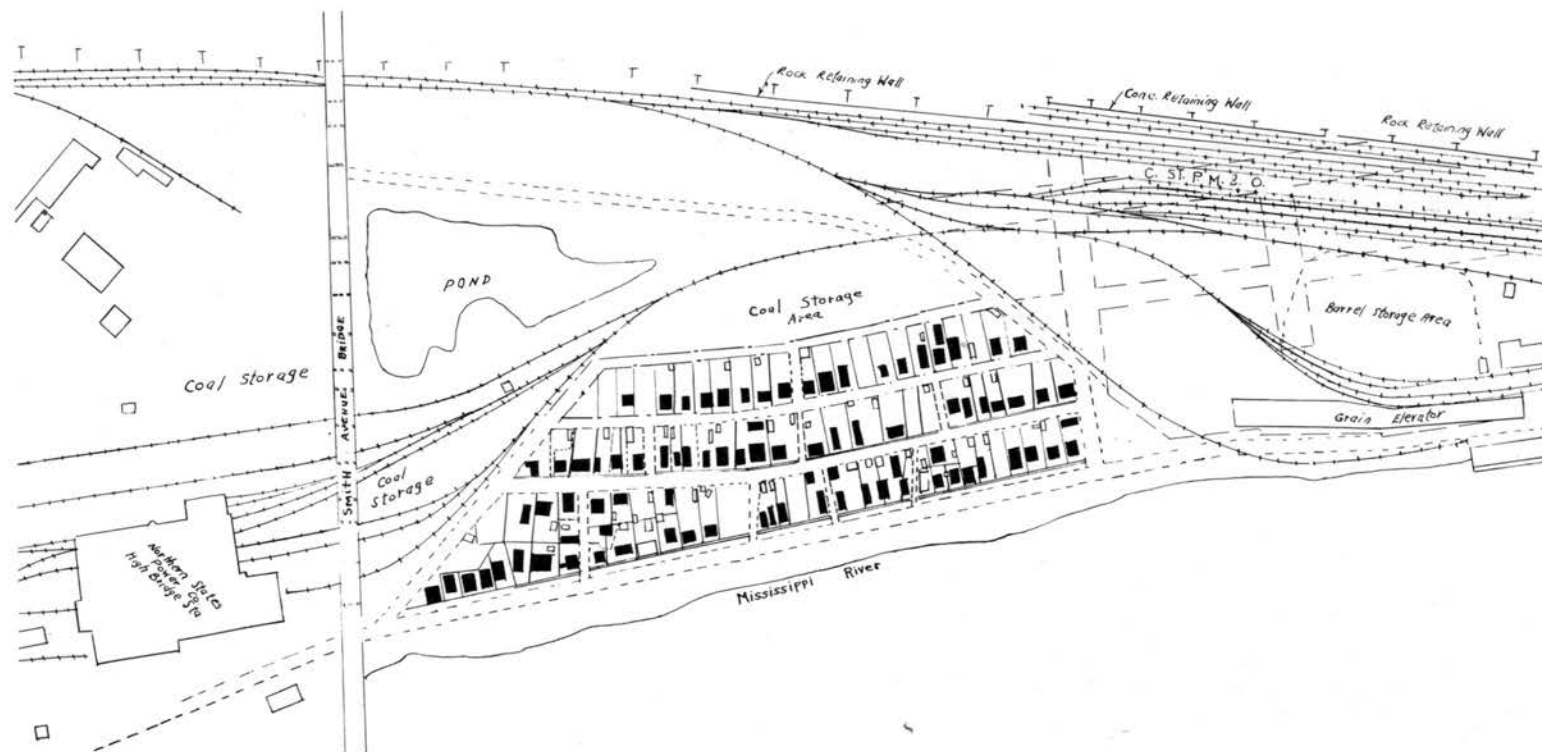 Rock Retaining Wall
Conc. Retaining Wall
Rock Retaining Wall
C. ST. P. M. & O.
POND
Coal Storage
Area
Barrel Storage Area
SMITH AVENUE BRIDGE
Coal Storage
Grain Elevator
Coal
Storage
Northern States
Power Co
High Bridge Sta
Mississippi River